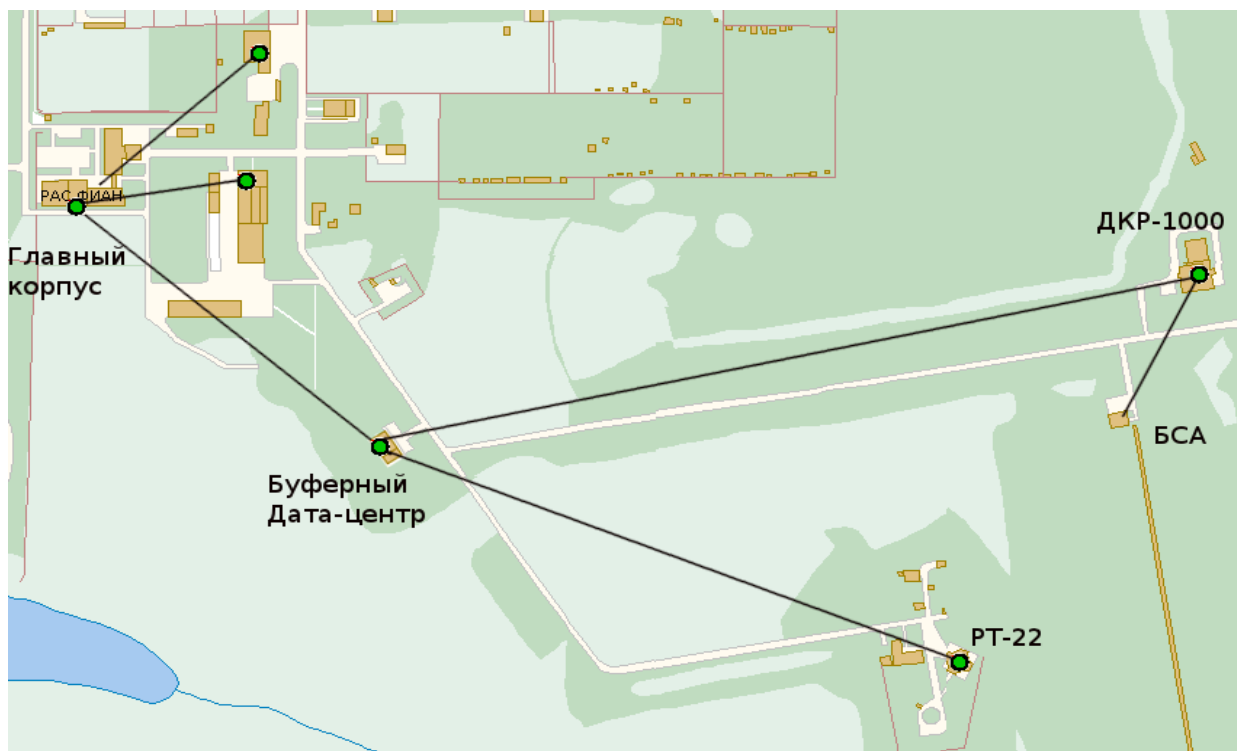 РАС ФИАН
Главный
корпус
ДКР-1000
БСА
Буферный
Дата-центр
РТ-22